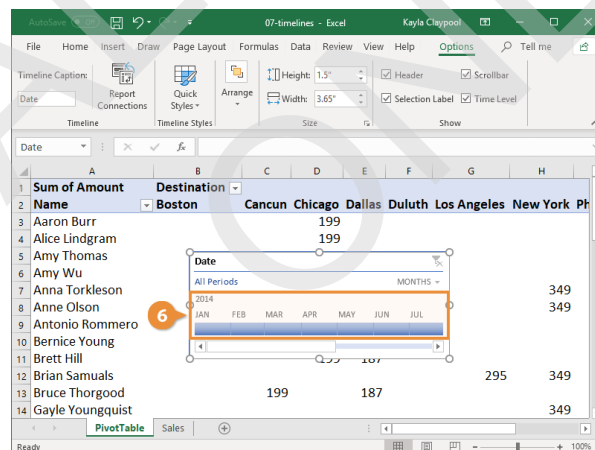 AutoSave Off 07-timelines - Excel Kayla Claypool
File Home Insert Draw Page Layout Formulas Data Review View Help Options Tell me
Timeline Caption:
Date
Report Connections
Quick Styles
Arrange
Height: 1.5"
Width: 3.65"
Header Scrollbar
Selection Label Time Level
Timeline Timeline Styles Size Show
Date fx
A B C D E F G H
1 Sum of Amount Destination
2 Name Boston Cancun Chicago Dallas Duluth Los Angeles New York Ph
3 Aaron Burr 199
4 Alice Lindgram 199
5 Amy Thomas
6 Amy Wu
7 Anna Torkleson 349
8 Anne Olson 349
9 Antonio Rommero
10 Bernice Young
11 Brett Hill 199 187
12 Brian Samuals 295 349
13 Bruce Thorgood 199 187
14 Gayle Youngquist 349
Date
All Periods MONTHS
2014
JAN FEB MAR APR MAY JUN JUL
6
PivotTable Sales
Ready 100%